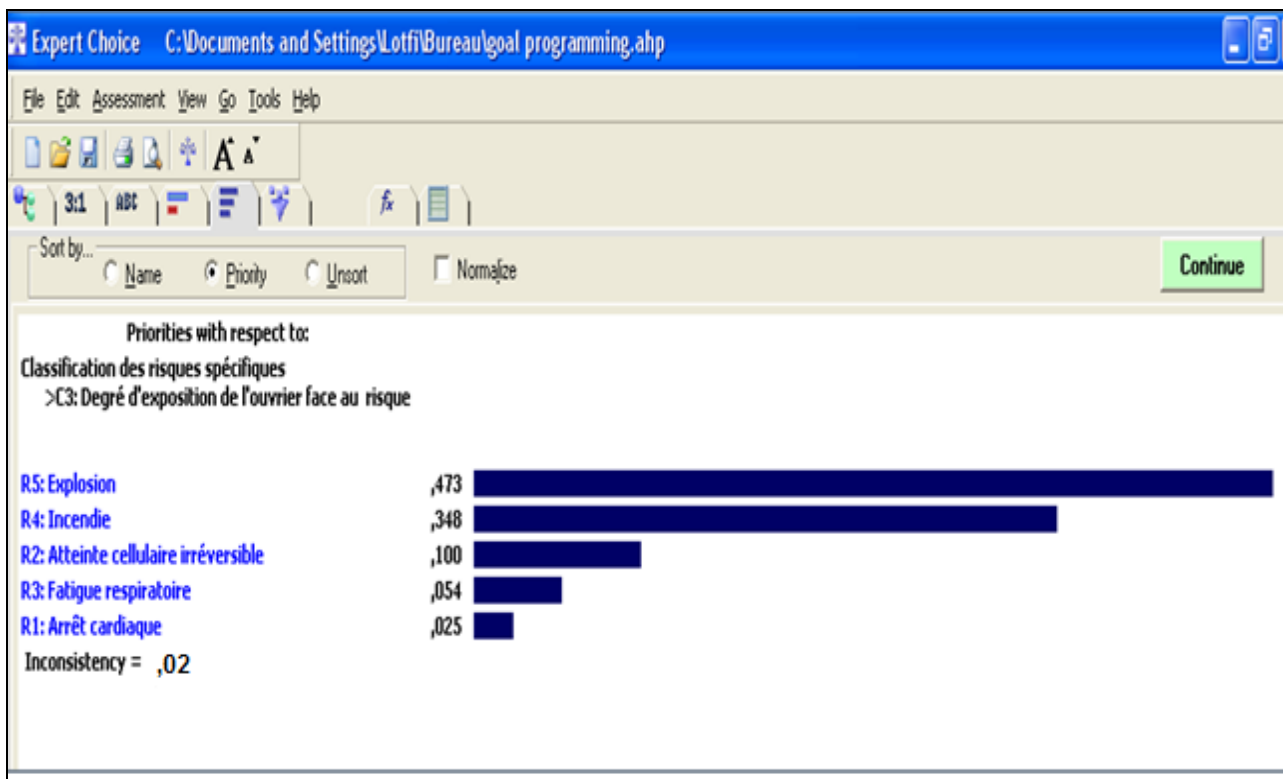 Expert Choice C:\Documents and Settings\Lotfi\Bureau\goal programming.ahp
File Edit Assessment View Go Tools Help
A A
3:1 ABC fx
Sort by... Name Priority Unsort Normalize Continue
Priorities with respect to:
Classification des risques spécifiques
>C3: Degré d'exposition de l'ouvrier face au risque
R5: Explosion ,473
R4: Incendie ,348
R2: Atteinte cellulaire irréversible ,100
R3: Fatigue respiratoire ,054
R1: Arrêt cardiaque ,025
Inconsistency = ,02